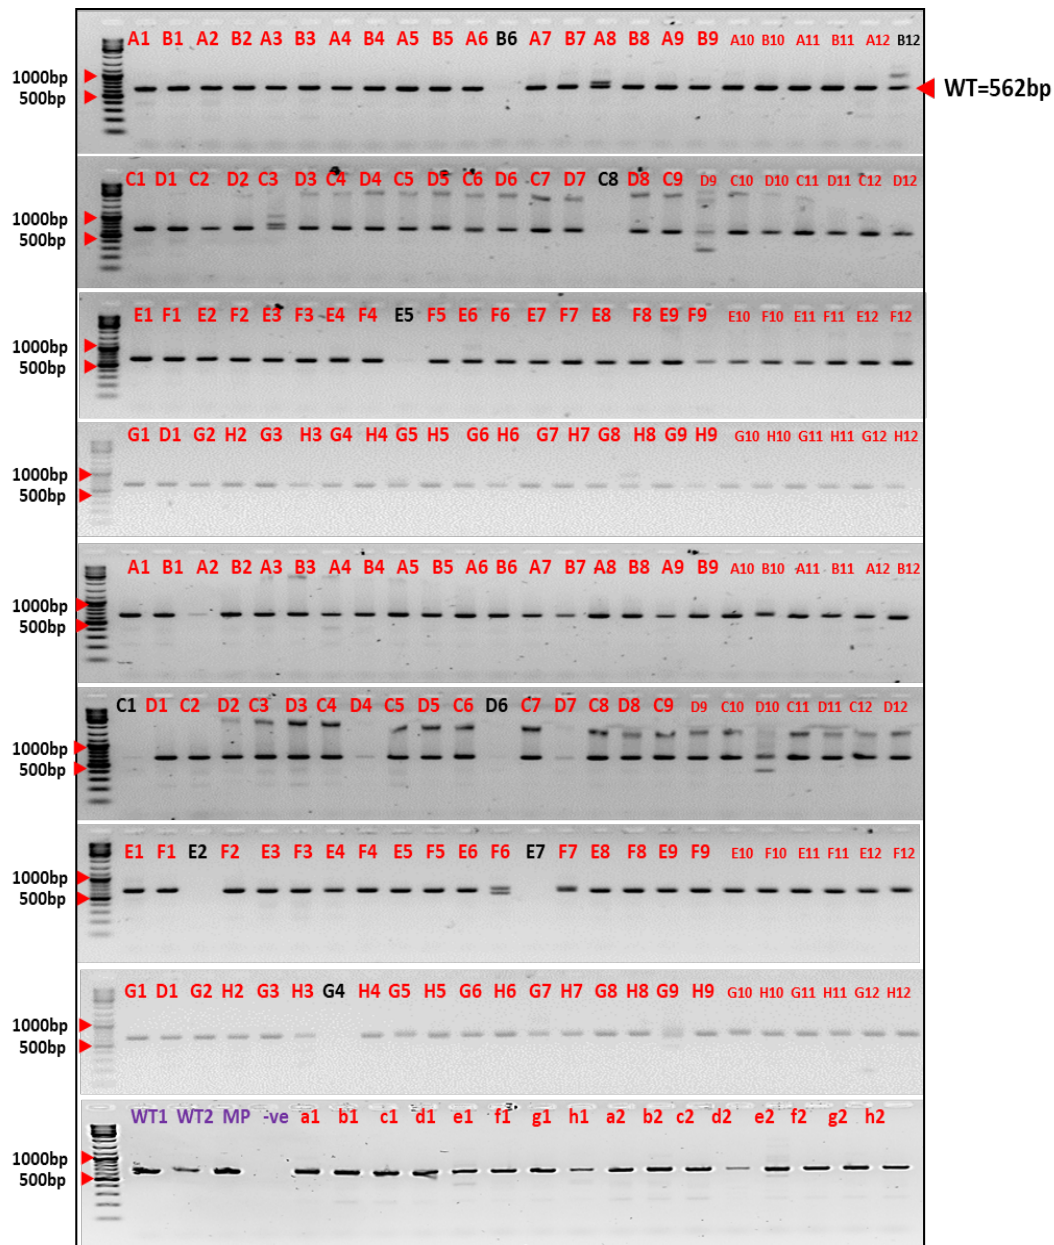 A1 B1 A2 B2 A3 B3 A4 B4 A5 B5 A6 B6 A7 B7 A8 B8 A9 B9 A10 B10 A11 B11 A12 B12
1000bp
500bp
WT=562bp
C1 D1 C2 D2 C3 D3 C4 D4 C5 D5 C6 D6 C7 D7 C8 D8 C9 D9 C10 D10 C11 D11 C12 D12
1000bp
500bp
E1 F1 E2 F2 E3 F3 E4 F4 E5 F5 E6 F6 E7 F7 E8 F8 E9 F9 E10 F10 E11 F11 E12 F12
1000bp
500bp
G1 D1 G2 H2 G3 H3 G4 H4 G5 H5 G6 H6 G7 H7 G8 H8 G9 H9 G10 H10 G11 H11 G12 H12
1000bp
500bp
A1 B1 A2 B2 A3 B3 A4 B4 A5 B5 A6 B6 A7 B7 A8 B8 A9 B9 A10 B10 A11 B11 A12 B12
1000bp
500bp
C1 D1 C2 D2 C3 D3 C4 D4 C5 D5 C6 D6 C7 D7 C8 D8 C9 D9 C10 D10 C11 D11 C12 D12
1000bp
500bp
E1 F1 E2 F2 E3 F3 E4 F4 E5 F5 E6 F6 E7 F7 E8 F8 E9 F9 E10 F10 E11 F11 E12 F12
1000bp
500bp
G1 D1 G2 H2 G3 H3 G4 H4 G5 H5 G6 H6 G7 H7 G8 H8 G9 H9 G10 H10 G11 H11 G12 H12
1000bp
500bp
WT1 WT2 MP -ve a1 b1 c1 d1 e1 f1 g1 h1 a2 b2 c2 d2 e2 f2 g2 h2
1000bp
500bp